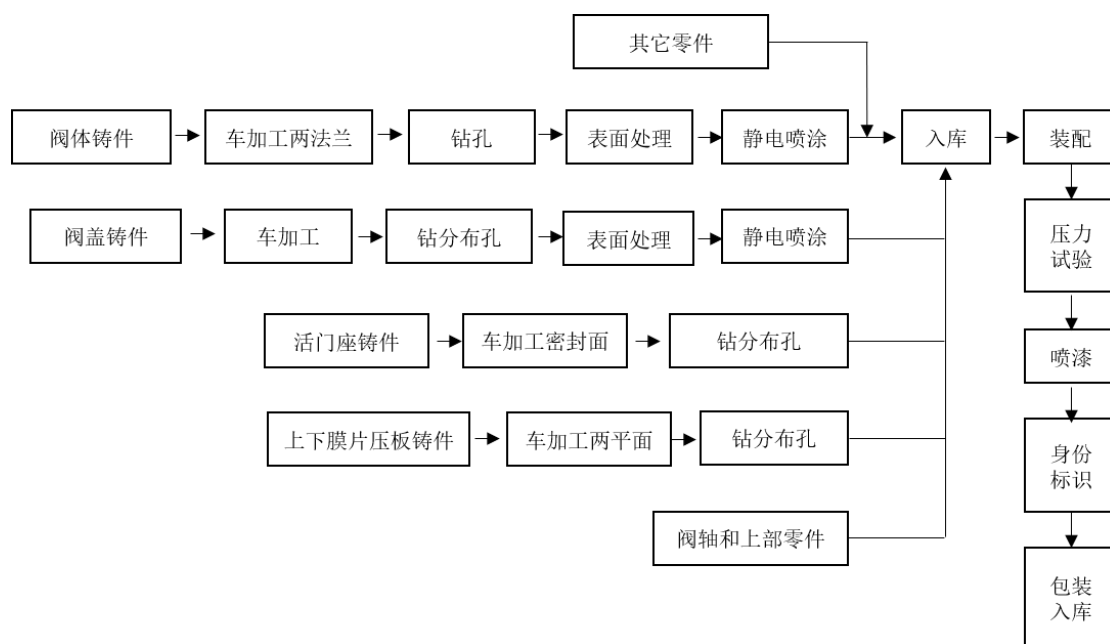 其它零件
阀体铸件
车加工两法兰
钻孔
表面处理
静电喷涂
入库
装配
阀盖铸件
车加工
钻分布孔
表面处理
静电喷涂
压力
试验
活门座铸件
车加工密封面
钻分布孔
喷漆
上下膜片压板铸件
车加工两平面
钻分布孔
身份
标识
阀轴和上部零件
包装
入库